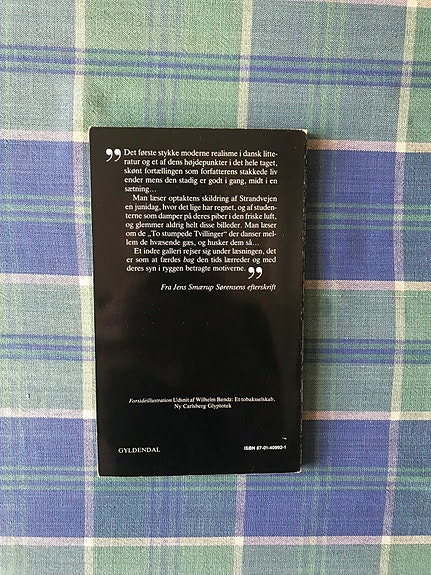 ”Det første stykke moderne realisme i dansk litte-
ratur og et af dens højdepunkter i det hele taget,
skønt fortællingen som forfatterens stakkede liv
ender mens den stadig er godt i gang, midt i en
sætning...
Man læser optaktens skildring af Strandvejen
en junidag, hvor det lige har regnet, og af studen-
terne som damper på deres piber i den friske luft,
og glemmer aldrig helt disse billeder. Man læser
om de „To stumpede Tvillinger“ der danser mel-
lem de hvæsende gæs, og husker dem så...
Et indre galleri rejser sig under læsningen, det
er som at færdes bag den tids lærreder og med
deres syn i ryggen betragte motiverne.”
Fra Jens Smærup Sørensens efterskrift
Forsideillustration Udsnit af Wilhelm Bendz: Et tobaksselskab,
Ny Carlsberg Glyptotek
GYLDENDAL
ISBN 87-01-40992-1